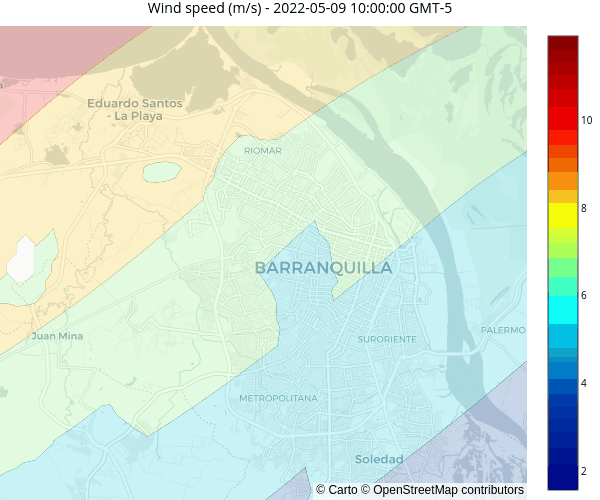 Wind speed (m/s) - 2022-05-09 10:00:00 GMT-5
Eduardo Santos
- La Playa
RIOMAR
BARRANQUILLA
Juan Mina
SURORIENTE
PALERMO
METROPOLITANA
Soledad
© Carto © OpenStreetMap contributors
10
8
6
4
2